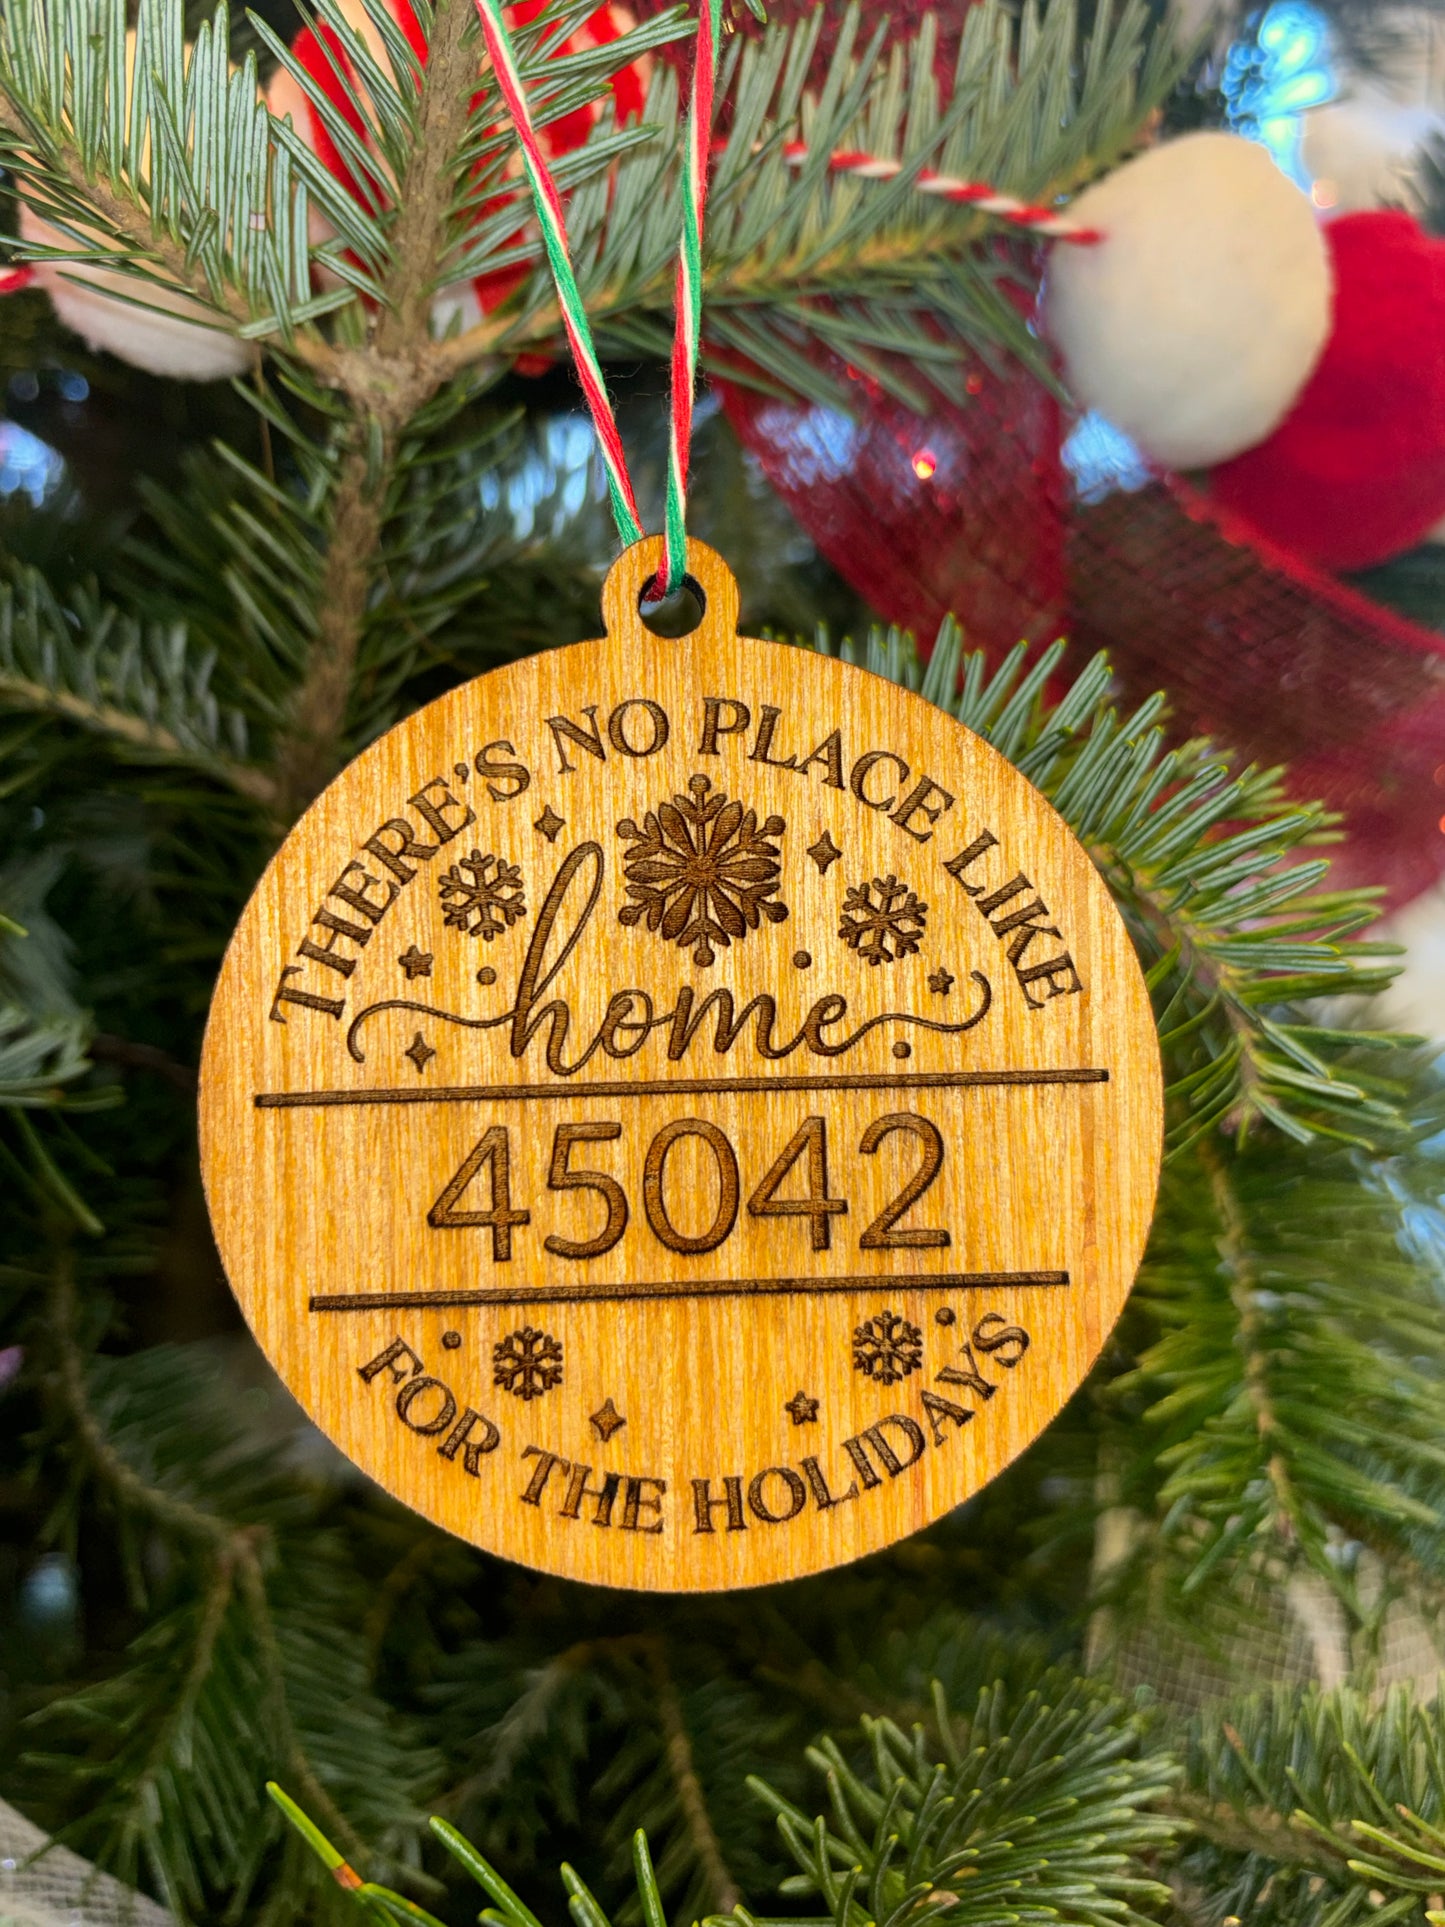 THERE'S NO PLACE LIKE
home
45042
FOR THE HOLIDAYS